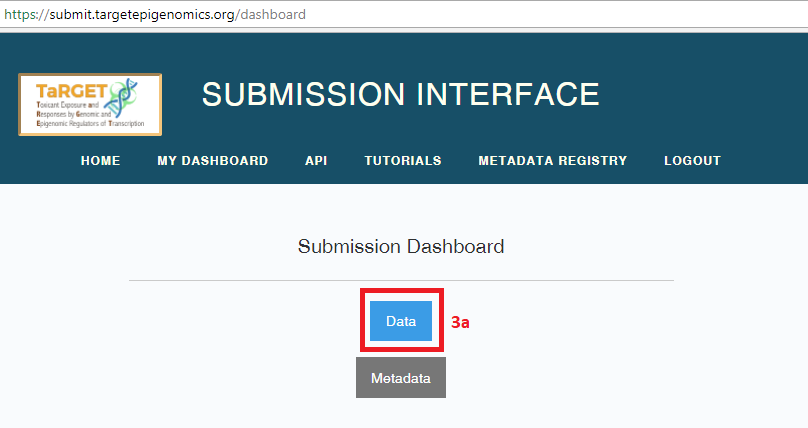 https://submit.targetepigenomics.org/dashboard
TaRGET
Toxicant Exposure and
Responses by Genomic and
Epigenomic Regulators of Transcription
SUBMISSION INTERFACE
HOME MY DASHBOARD API TUTORIALS METADATA REGISTRY LOGOUT
Submission Dashboard
Data 3a
Metadata